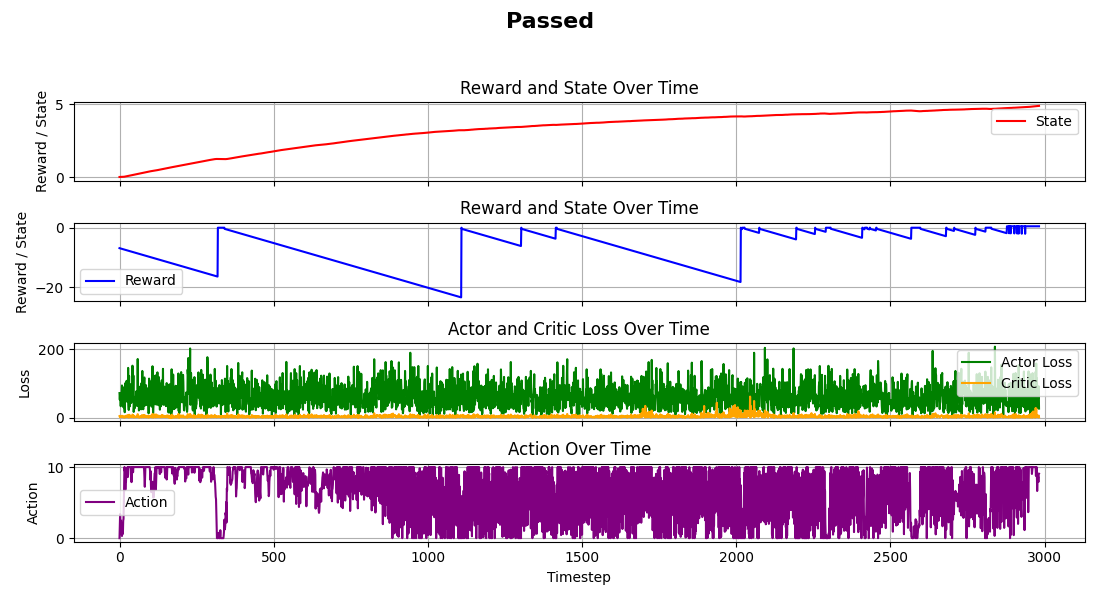 Passed
Reward and State Over Time
Reward / State
5
0
State
Reward and State Over Time
Reward / State
0
−20
Reward
Actor and Critic Loss Over Time
Loss
200
0
Actor Loss
Critic Loss
Action Over Time
Action
10
0
Action
0 500 1000 1500 2000 2500 3000
Timestep